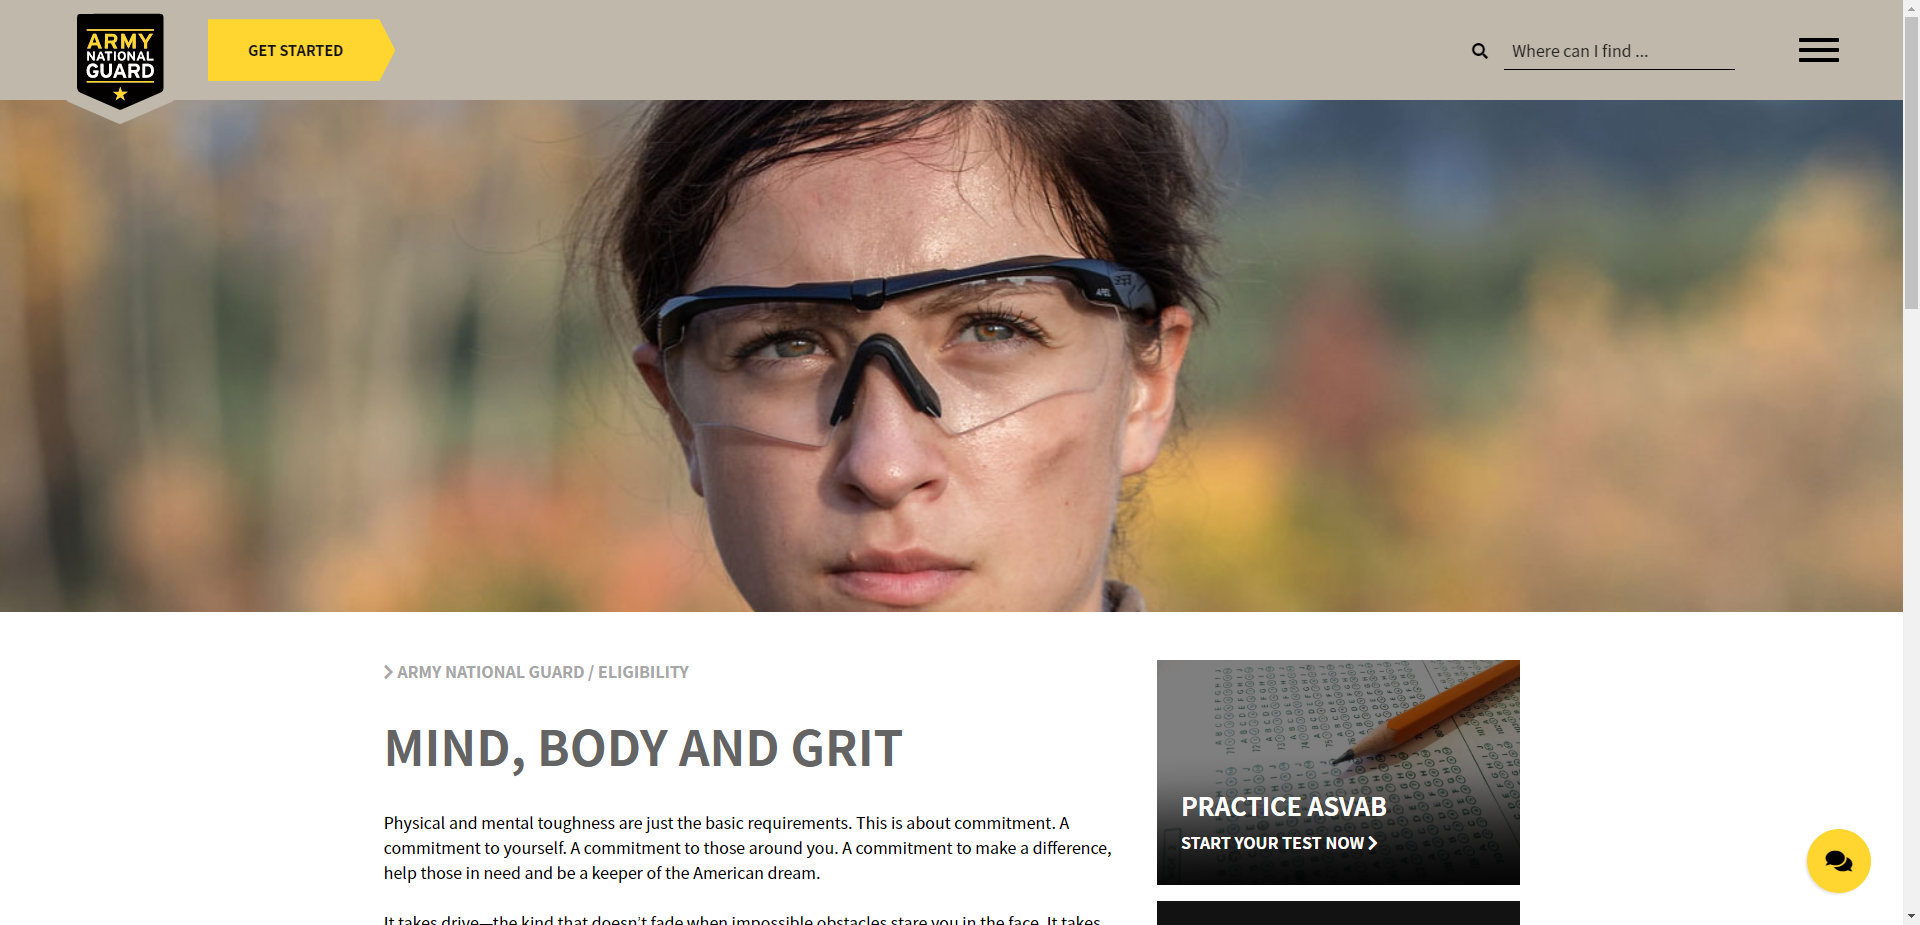 ARMY
NATIONAL
GUARD
GET STARTED
Where can I find ...
APEL
> ARMY NATIONAL GUARD / ELIGIBILITY
MIND, BODY AND GRIT
Physical and mental toughness are just the basic requirements. This is about commitment. A
commitment to yourself. A commitment to those around you. A commitment to make a difference,
help those in need and be a keeper of the American dream.
It takes drive—the kind that doesn’t fade when impossible obstacles stare you in the face. It takes
PRACTICE ASVAB
START YOUR TEST NOW >